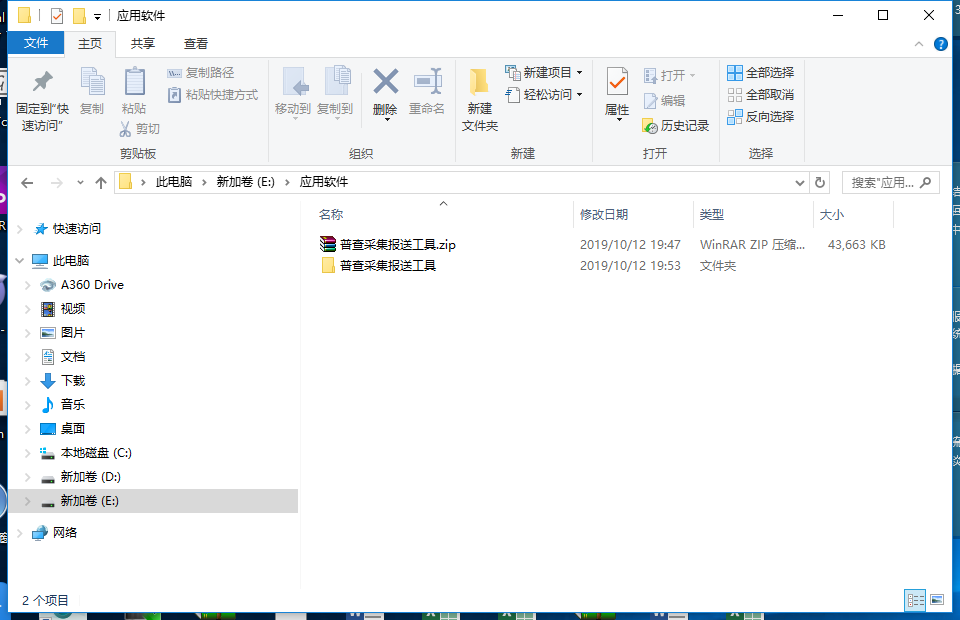 应用软件
文件 主页 共享 查看
固定到"快速访问"
复制
粘贴
复制路径
粘贴快捷方式
剪切
剪贴板
移动到 复制到 删除 重命名
组织
新建文件夹
新建项目
轻松访问
新建
属性
打开
编辑
历史记录
打开
全部选择
全部取消
反向选择
选择
此电脑 新加卷 (E:) 应用软件
搜索"应用...
名称 修改日期 类型 大小
普查采集报送工具.zip 2019/10/12 19:47 WinRAR ZIP 压缩... 43,663 KB
普查采集报送工具 2019/10/12 19:53 文件夹
快速访问
此电脑
A360 Drive
视频
图片
文档
下载
音乐
桌面
本地磁盘 (C:)
新加卷 (D:)
新加卷 (E:)
网络
2 个项目